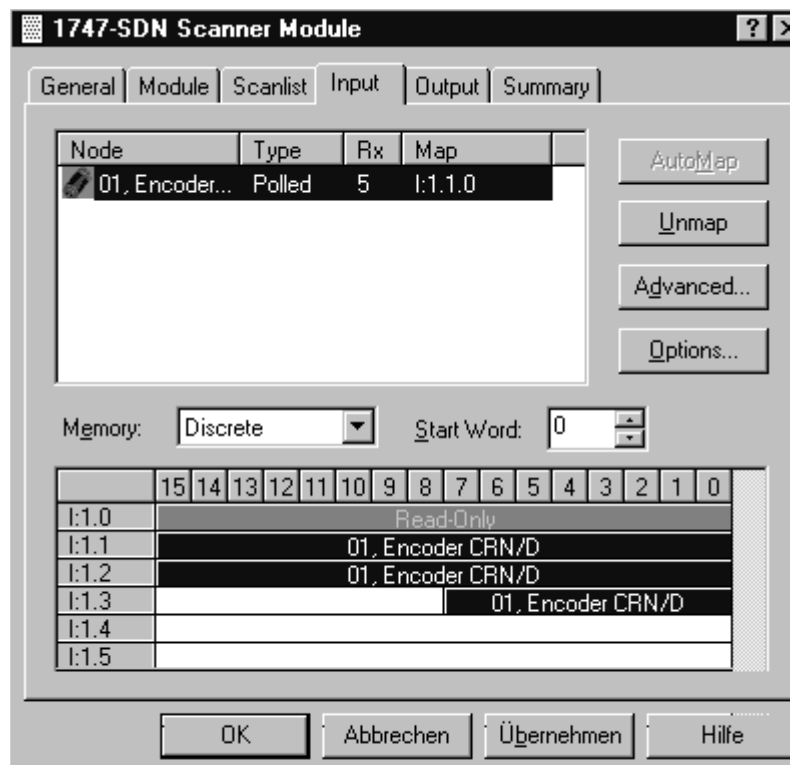 1747-SDN Scanner Module
General Module Scanlist Input Output Summary
Node Type Rx Map
01, Encoder... Polled 5 I:1.1.0
AutoMap
Unmap
Advanced...
Options...
Memory: Discrete Start Word: 0
15 14 13 12 11 10 9 8 7 6 5 4 3 2 1 0
I:1.0 Read-Only
I:1.1 01, Encoder CRN/D
I:1.2 01, Encoder CRN/D
I:1.3 01, Encoder CRN/D
I:1.4
I:1.5
OK Abbrechen Übernehmen Hilfe